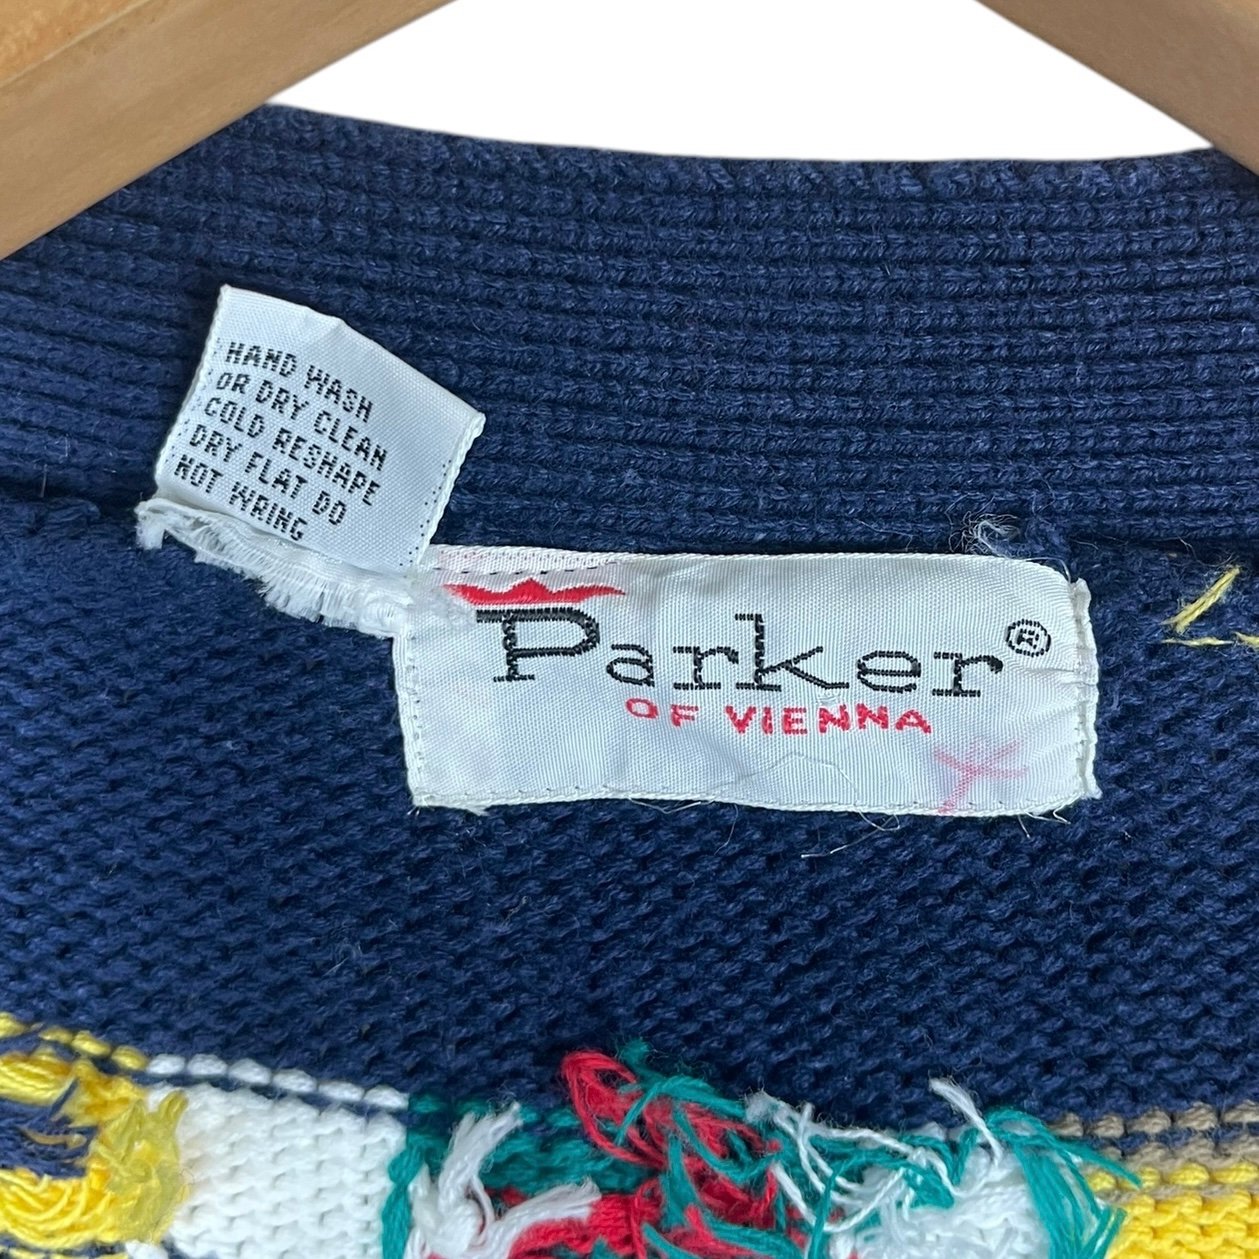 HAND WASH
OR DRY CLEAN
COLD RESHAPE
DRY FLAT DO
NOT WRING
Parker®
OF VIENNA